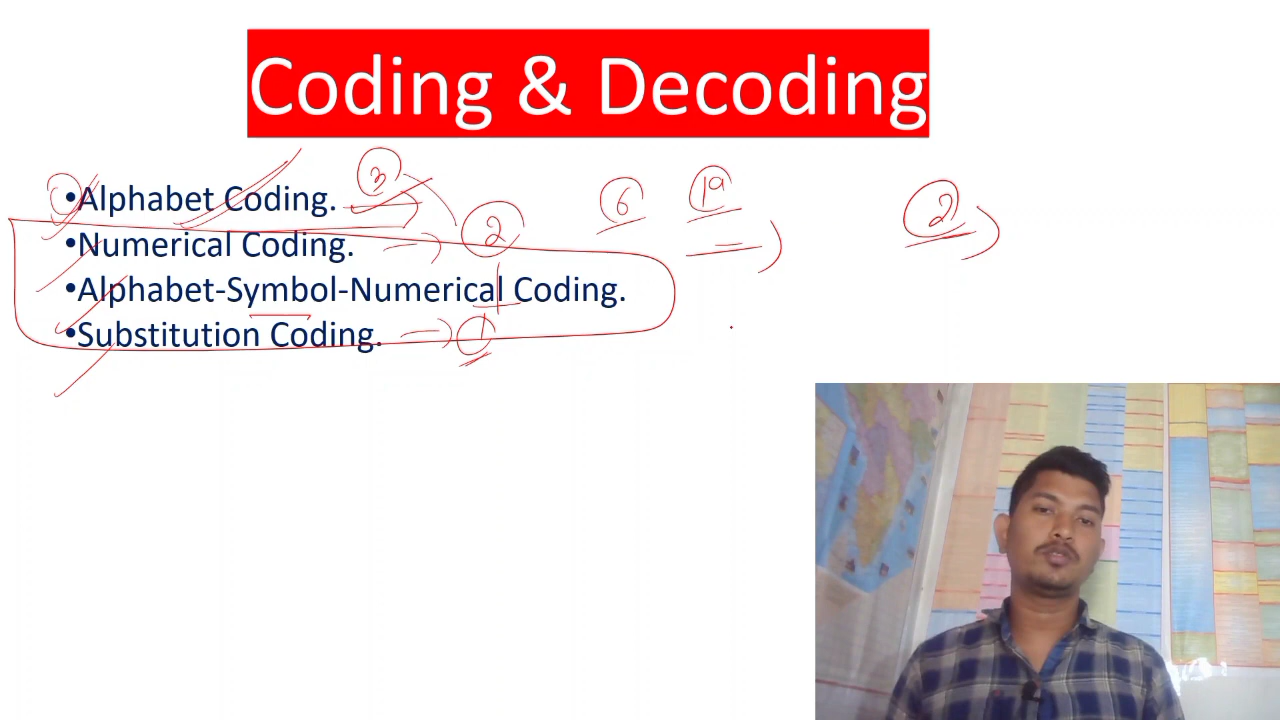 Coding & Decoding
•Alphabet Coding. 3
6 19 2
•Numerical Coding. 2
•Alphabet-Symbol-Numerical Coding.
•Substitution Coding. 1